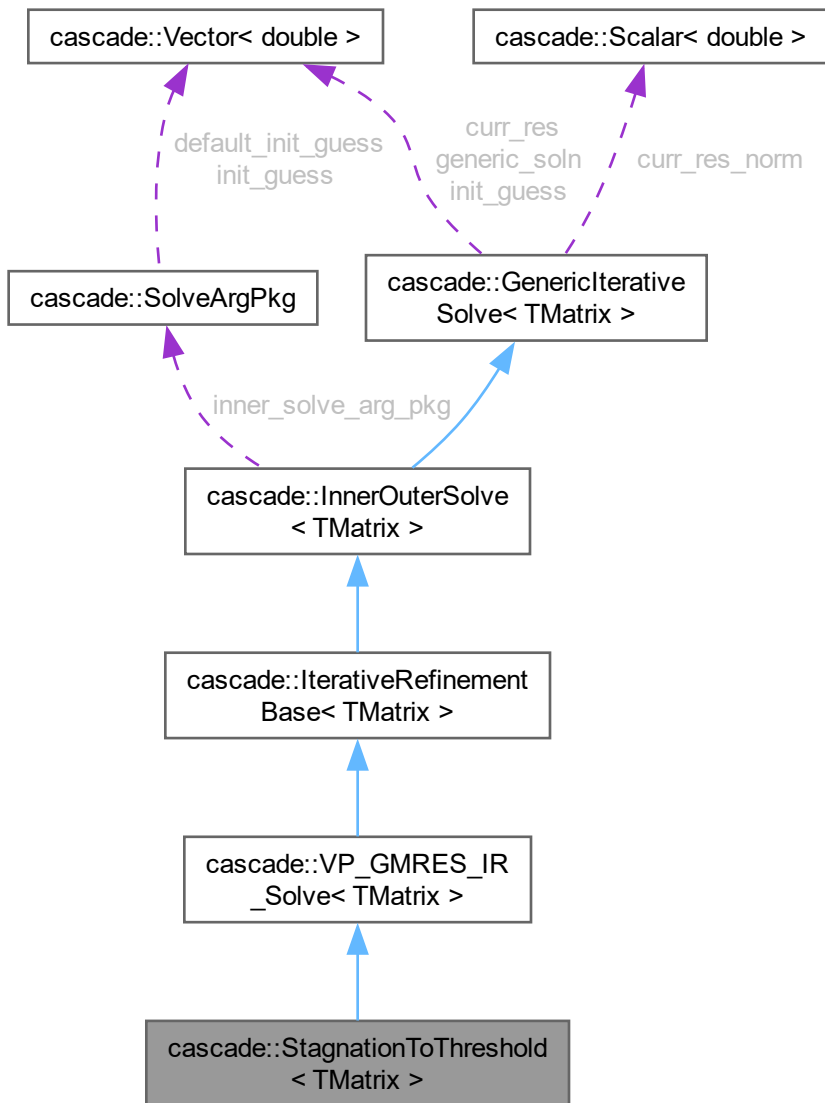 cascade::Vector< double >
cascade::Scalar< double >
default_init_guess
init_guess
curr_res
generic_soln
init_guess
curr_res_norm
cascade::SolveArgPkg
cascade::GenericIterative
Solve< TMatrix >
inner_solve_arg_pkg
cascade::InnerOuterSolve
< TMatrix >
cascade::IterativeRefinement
Base< TMatrix >
cascade::VP_GMRES_IR
_Solve< TMatrix >
cascade::StagnationToThreshold
< TMatrix >